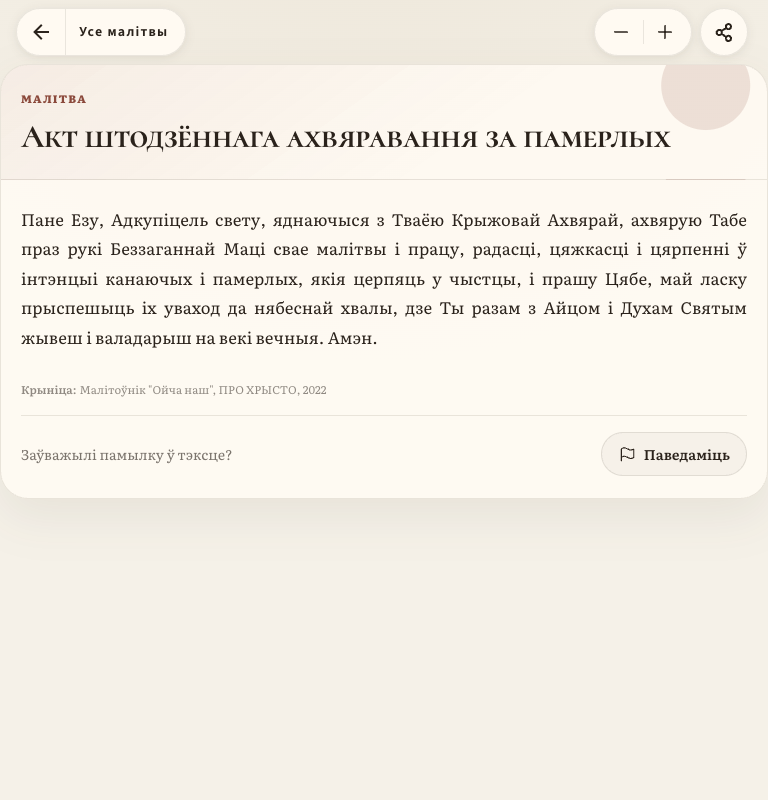 Усе малітвы
МАЛІТВА
Акт штодзённага ахвяравання за памерлых
Пане Езу, Адкупіцель свету, яднаючыся з Тваёю Крыжовай Ахвярай, ахвярую Табе
праз рукі Беззаганнай Маці свае малітвы і працу, радасці, цяжкасці і цярпенні ў
інтэнцыі канаючых і памерлых, якія церпяць у чыстцы, і прашу Цябе, май ласку
прыспешыць іх уваход да нябеснай хвалы, дзе Ты разам з Айцом і Духам Святым
жывеш і валадарыш на векі вечныя. Амэн.
Крыніца: Малітоўнік "Ойча наш", ПРО ХРЫСТО, 2022
Заўважылі памылку ў тэксце?
Паведаміць